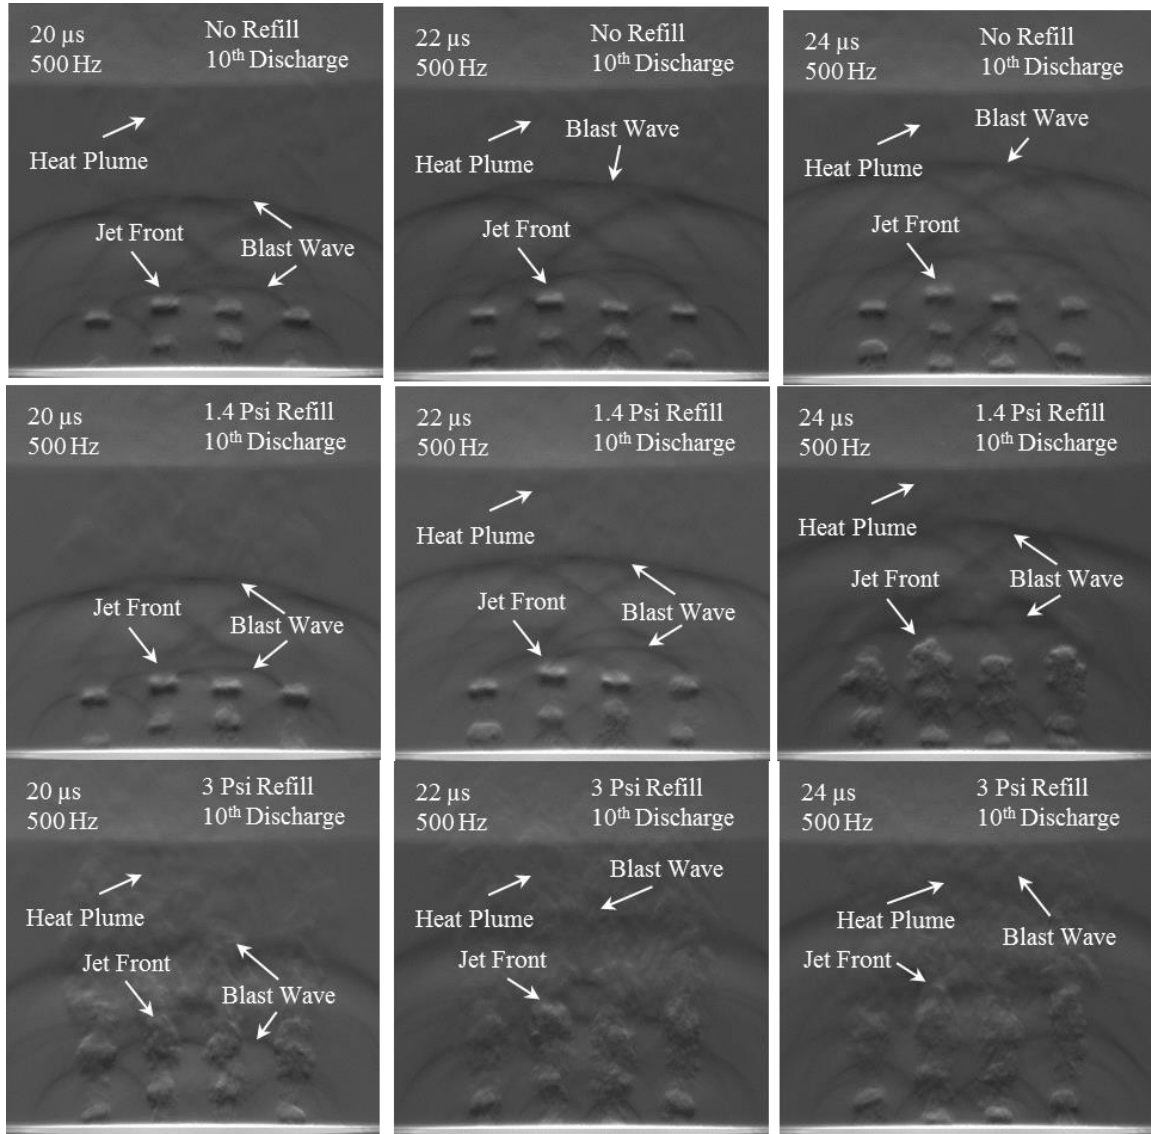 20 µs
500 Hz
No Refill
10th Discharge
Heat Plume
Jet Front
Blast Wave
22 µs
500 Hz
No Refill
10th Discharge
Blast Wave
Heat Plume
Jet Front
24 µs
500 Hz
No Refill
10th Discharge
Blast Wave
Heat Plume
Jet Front
20 µs
500 Hz
1.4 Psi Refill
10th Discharge
Jet Front
Blast Wave
22 µs
500 Hz
1.4 Psi Refill
10th Discharge
Heat Plume
Jet Front
Blast Wave
24 µs
500 Hz
1.4 Psi Refill
10th Discharge
Heat Plume
Jet Front
Blast Wave
20 µs
500 Hz
3 Psi Refill
10th Discharge
Heat Plume
Jet Front
Blast Wave
22 µs
500 Hz
3 Psi Refill
10th Discharge
Blast Wave
Heat Plume
Jet Front
24 µs
500 Hz
3 Psi Refill
10th Discharge
Heat Plume
Blast Wave
Jet Front